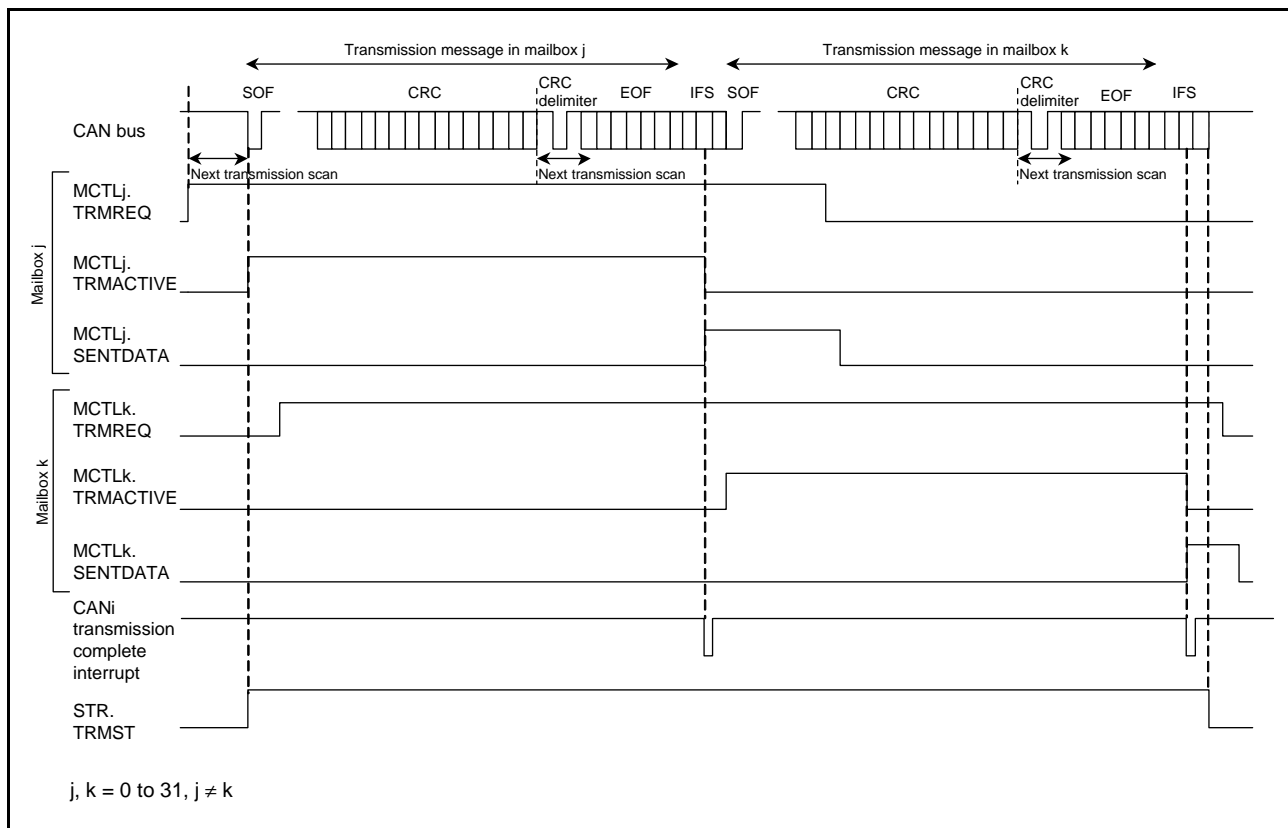 Transmission message in mailbox j
Transmission message in mailbox k
SOF
CRC
CRC
delimiter
EOF
IFS
SOF
CRC
CRC
delimiter
EOF
IFS
CAN bus
Next transmission scan
Next transmission scan
Next transmission scan
Mailbox j
MCTLj.
TRMREQ
MCTLj.
TRMACTIVE
MCTLj.
SENTDATA
Mailbox k
MCTLk.
TRMREQ
MCTLk.
TRMACTIVE
MCTLk.
SENTDATA
CANi
transmission
complete
interrupt
STR.
TRMST
j, k = 0 to 31, j ≠ k